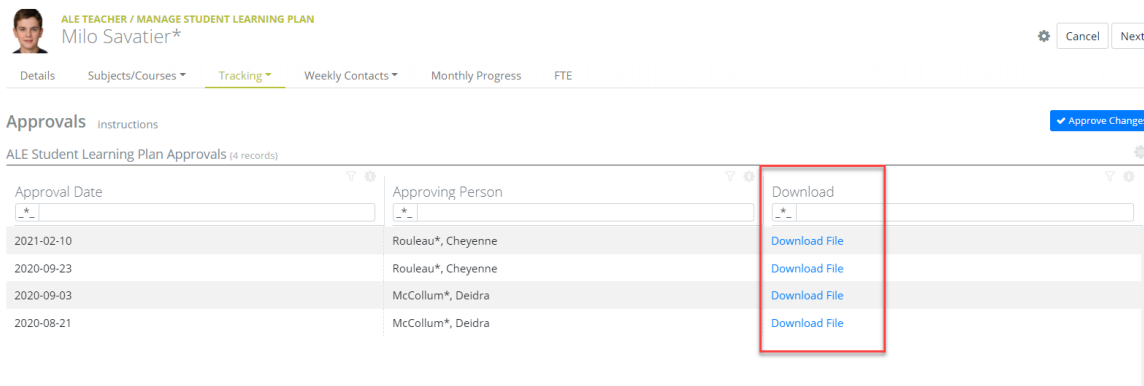 ALE TEACHER / MANAGE STUDENT LEARNING PLAN
Milo Savatier*
Cancel Next
Details Subjects/Courses Tracking Weekly Contacts Monthly Progress FTE
Approvals instructions
Approve Changes
ALE Student Learning Plan Approvals (4 records)
Approval Date Approving Person Download
_*_ _*_ _*_
2021-02-10 Rouleau*, Cheyenne Download File
2020-09-23 Rouleau*, Cheyenne Download File
2020-09-03 McCollum*, Deidra Download File
2020-08-21 McCollum*, Deidra Download File